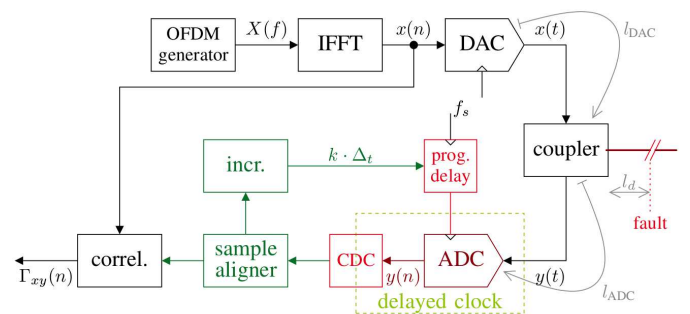 OFDM
generator
X(f)
IFFT
x(n)
DAC
x(t)
l_DAC
f_s
incr.
k · Δ_t
prog.
delay
coupler
l_d
fault
correl.
Γ_xy(n)
sample
aligner
CDC
y(n)
ADC
y(t)
l_ADC
delayed clock